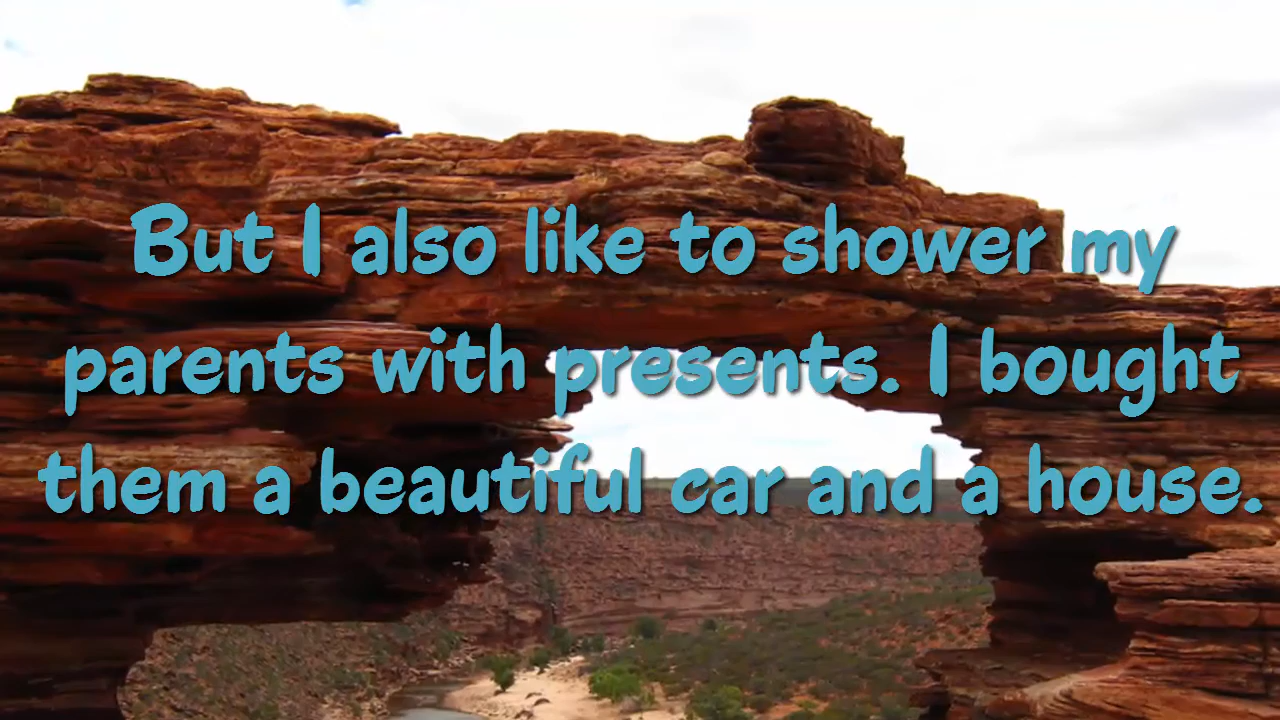 But I also like to shower my
parents with presents. I bought
them a beautiful car and a house.